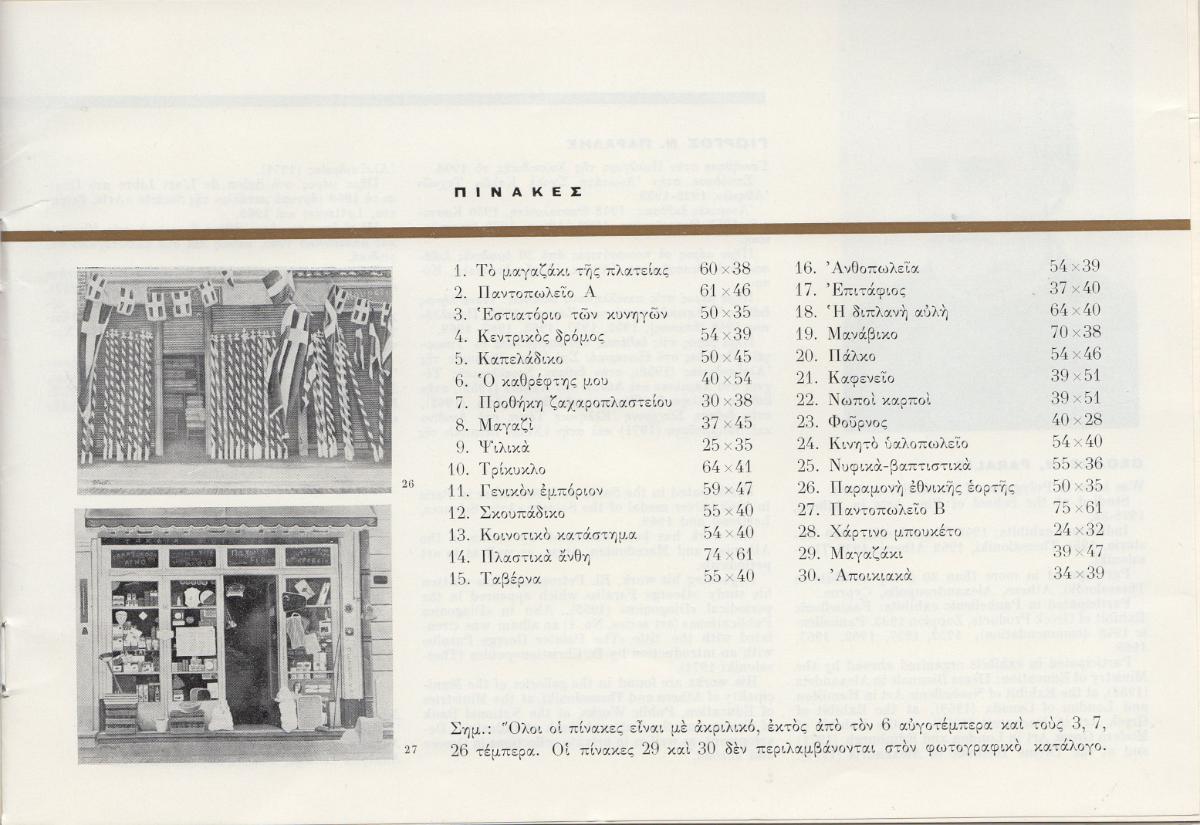 ΠΙΝΑΚΕΣ
1. Τὸ μαγαζάκι τῆς πλατείας 60×38
2. Παντοπωλεῖο Α 61×46
3. Ἑστιατόριο τῶν κυνηγῶν 50×35
4. Κεντρικὸς δρόμος 54×39
5. Καπελάδικο 50×45
6. Ὁ καθρέφτης μου 40×54
7. Προθήκη ζαχαροπλαστείου 30×38
8. Μαγαζὶ 37×45
9. Ψιλικὰ 25×35
10. Τρίκυκλο 64×41
11. Γενικὸν ἐμπόριον 59×47
12. Σκουπάδικο 55×40
13. Κοινοτικὸ κατάστημα 54×40
14. Πλαστικὰ ἄνθη 74×61
15. Ταβέρνα 55×40
16. Ἀνθοπωλεῖα 54×39
17. Ἐπιτάφιος 37×40
18. Ἡ διπλανὴ αὐλὴ 64×40
19. Μανάβικο 70×38
20. Πάλκο 54×46
21. Καφενεῖο 39×51
22. Νωποὶ καρποὶ 39×51
23. Φοῦρνος 40×28
24. Κινητὸ ὑαλοπωλεῖο 54×40
25. Νυφικὰ-βαπτιστικὰ 55×36
26. Παραμονὴ ἐθνικῆς ἑορτῆς 50×35
27. Παντοπωλεῖο Β 75×61
28. Χάρτινο μπουκέτο 24×32
29. Μαγαζάκι 39×47
30. Ἀποικιακὰ 34×39
26
27
Σημ.: Ὅλοι οἱ πίνακες εἶναι μὲ ἀκριλικό, ἐκτὸς ἀπὸ τὸν 6 αὐγοτέμπερα καὶ τοὺς 3, 7,
26 τέμπερα. Οἱ πίνακες 29 καὶ 30 δὲν περιλαμβάνονται στὸν φωτογραφικὸ κατάλογο.